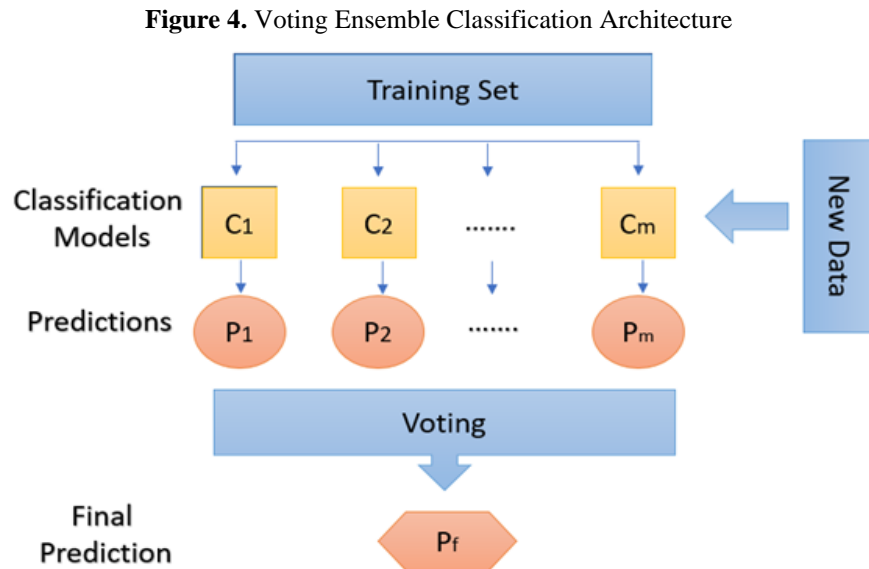 Figure 4. Voting Ensemble Classification Architecture
Training Set
Classification
Models
C1
C2
.......
Cm
New Data
Predictions
P1
P2
.......
Pm
Voting
Final
Prediction
Pf